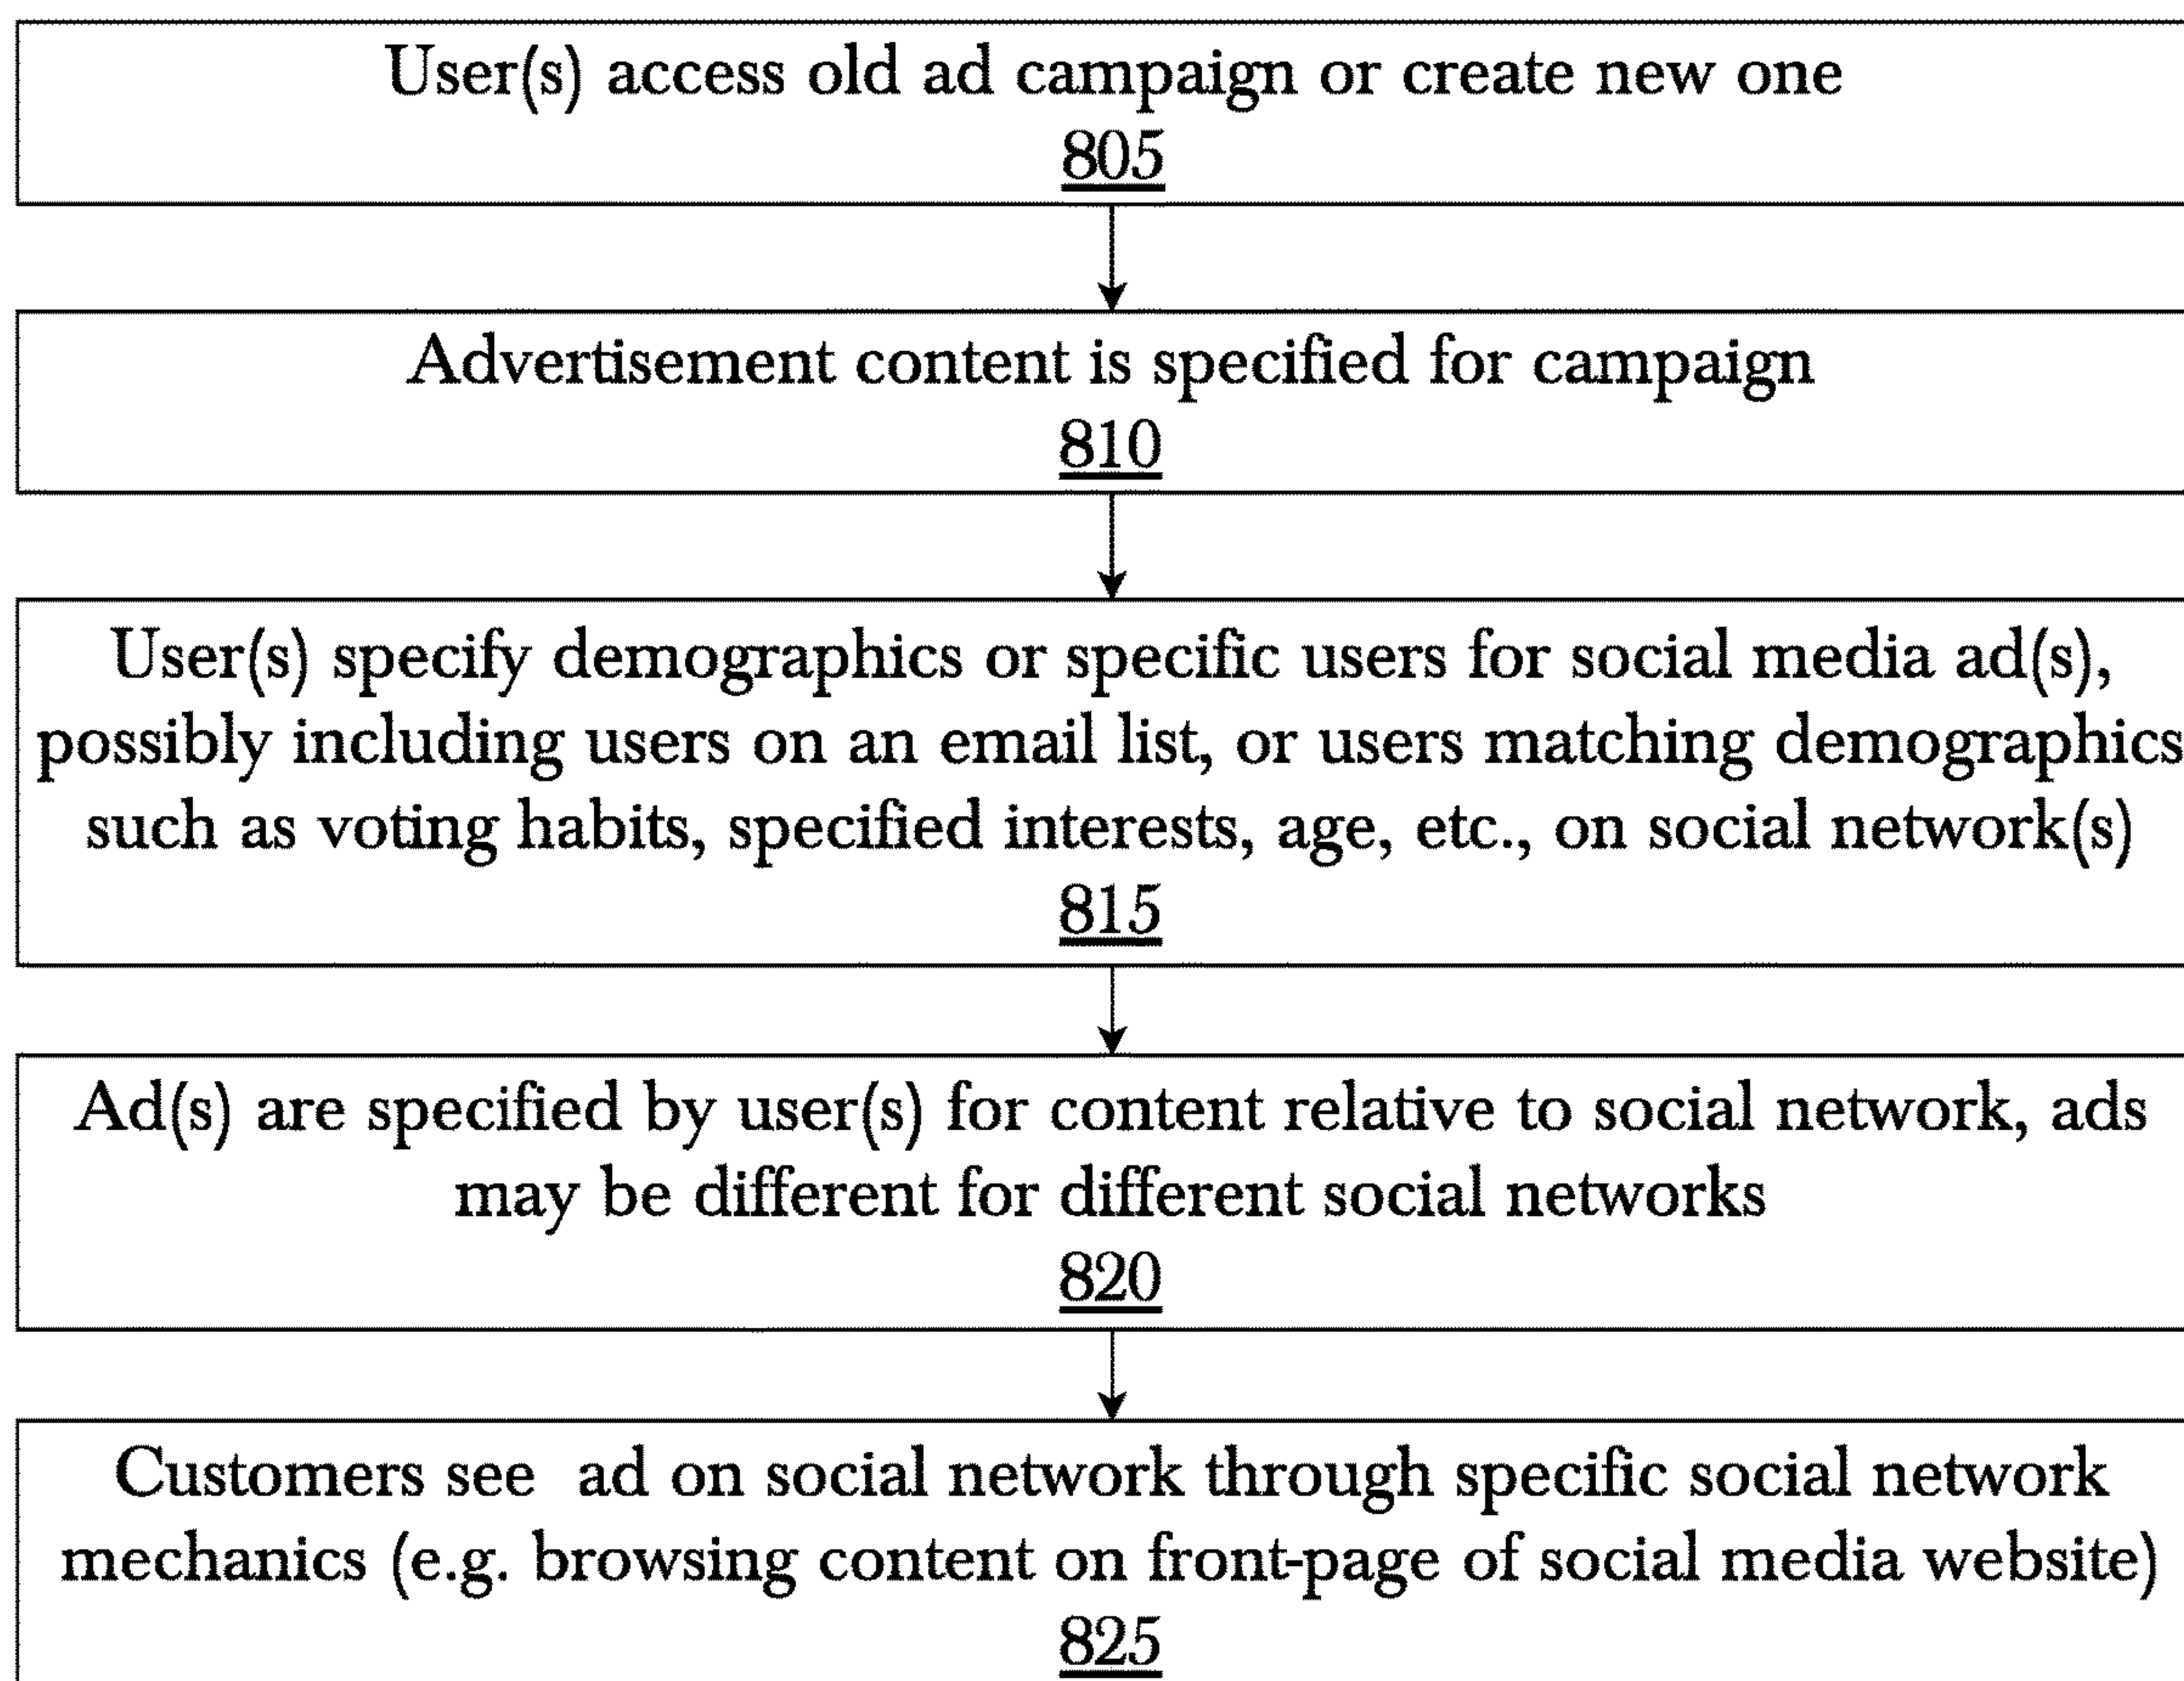 User(s) access old ad campaign or create new one
805
Advertisement content is specified for campaign
810
User(s) specify demographics or specific users for social media ad(s),
possibly including users on an email list, or users matching demographics
such as voting habits, specified interests, age, etc., on social network(s)
815
Ad(s) are specified by user(s) for content relative to social network, ads
may be different for different social networks
820
Customers see ad on social network through specific social network
mechanics (e.g. browsing content on front-page of social media website)
825